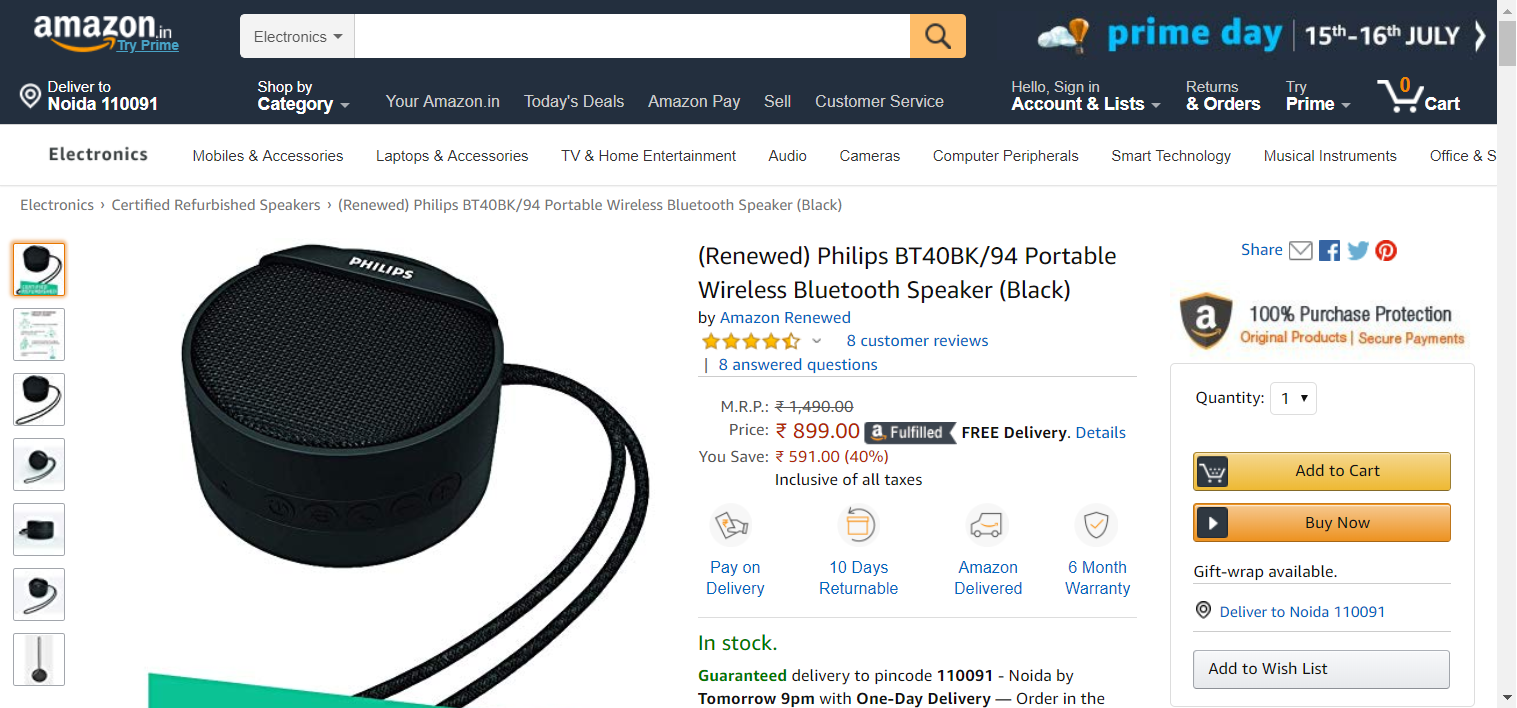 amazon.in
Try Prime
Electronics
prime day 15th-16th JULY
Deliver to
Noida 110091
Shop by
Category
Your Amazon.in Today's Deals Amazon Pay Sell Customer Service
Hello, Sign in
Account & Lists
Returns
& Orders
Try
Prime
0
Cart
Electronics Mobiles & Accessories Laptops & Accessories TV & Home Entertainment Audio Cameras Computer Peripherals Smart Technology Musical Instruments Office & S
Electronics › Certified Refurbished Speakers › (Renewed) Philips BT40BK/94 Portable Wireless Bluetooth Speaker (Black)
PHILIPS
(Renewed) Philips BT40BK/94 Portable
Wireless Bluetooth Speaker (Black)
by Amazon Renewed
8 customer reviews
| 8 answered questions
M.R.P.: ₹ 1,490.00
Price: ₹ 899.00 a Fulfilled FREE Delivery. Details
You Save: ₹ 591.00 (40%)
Inclusive of all taxes
Pay on
Delivery
10 Days
Returnable
Amazon
Delivered
6 Month
Warranty
In stock.
Guaranteed delivery to pincode 110091 - Noida by
Tomorrow 9pm with One-Day Delivery — Order in the
Share
a
100% Purchase Protection
Original Products | Secure Payments
Quantity: 1
Add to Cart
Buy Now
Gift-wrap available.
Deliver to Noida 110091
Add to Wish List